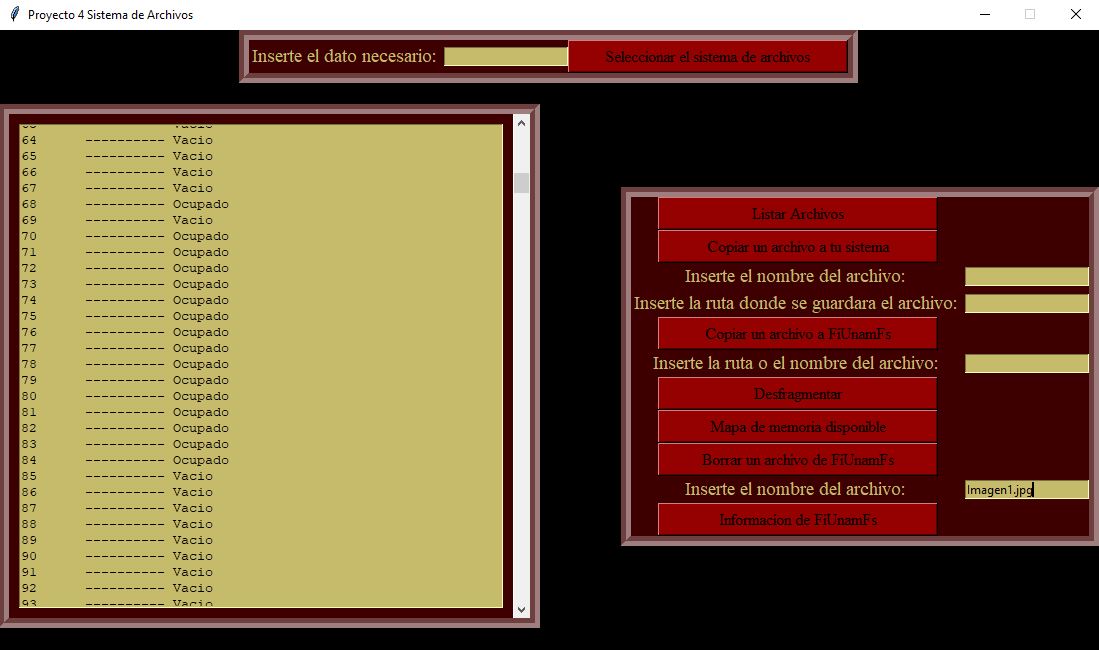 Proyecto 4 Sistema de Archivos
Inserte el dato necesario: Seleccionar el sistema de archivos
Vacio
64 ---------- Vacio
65 ---------- Vacio
66 ---------- Vacio
67 ---------- Vacio
68 ---------- Ocupado
69 ---------- Vacio
70 ---------- Ocupado
71 ---------- Ocupado
72 ---------- Ocupado
73 ---------- Ocupado
74 ---------- Ocupado
75 ---------- Ocupado
76 ---------- Ocupado
77 ---------- Ocupado
78 ---------- Ocupado
79 ---------- Ocupado
80 ---------- Ocupado
81 ---------- Ocupado
82 ---------- Ocupado
83 ---------- Ocupado
84 ---------- Ocupado
85 ---------- Vacio
86 ---------- Vacio
87 ---------- Vacio
88 ---------- Vacio
89 ---------- Vacio
90 ---------- Vacio
91 ---------- Vacio
92 ---------- Vacio
93 ---------- Vacio
Listar Archivos
Copiar un archivo a tu sistema
Inserte el nombre del archivo:
Inserte la ruta donde se guardara el archivo:
Copiar un archivo a FiUnamFs
Inserte la ruta o el nombre del archivo:
Desfragmentar
Mapa de memoria disponible
Borrar un archivo de FiUnamFs
Inserte el nombre del archivo: Imagen1.jpg
Informacion de FiUnamFs